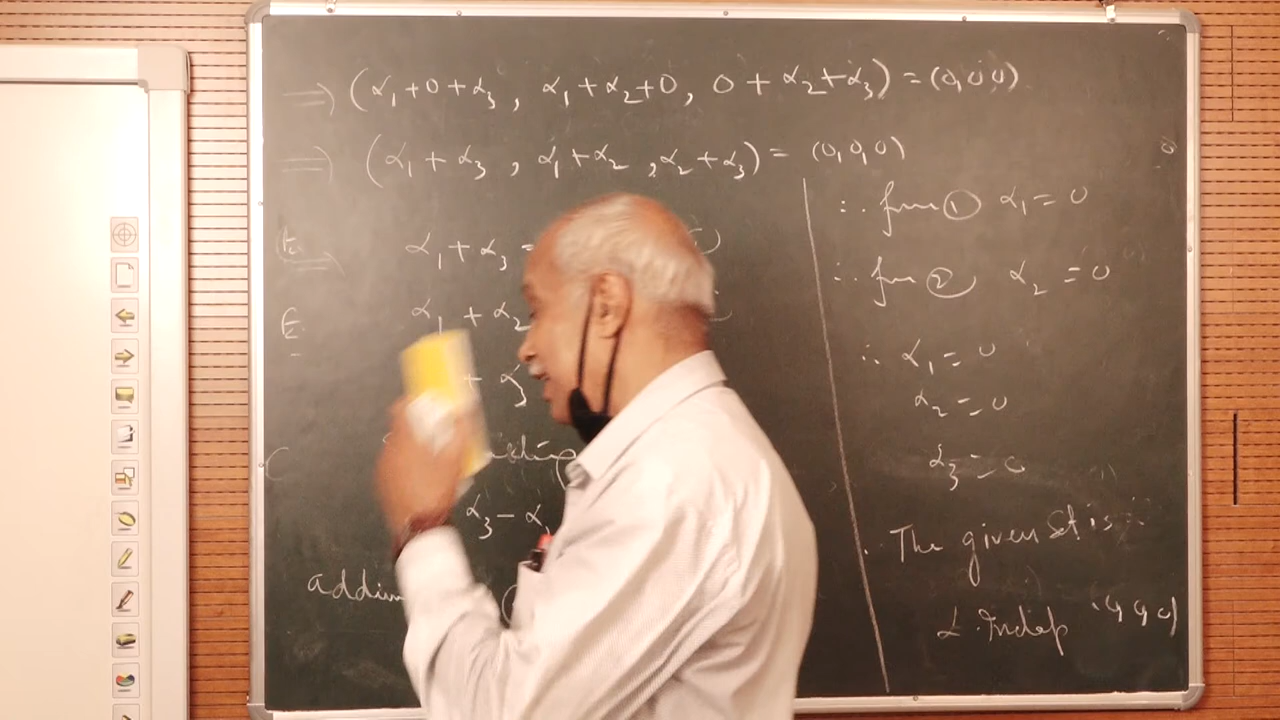 ⇒ (α₁+0+α₃, α₁+α₂+0, 0+α₂+α₃) = (0,0,0)
⇒ (α₁+α₃, α₁+α₂, α₂+α₃) = (0,0,0)
α₁+α₃ =
α₁+α₂
+ α₃
α₃-α₁
∴ from ① α₁ = 0
∴ from ② α₂ = 0
∴ α₁ = 0
α₂ = 0
α₃ = 0
∴ The given set is
L. Indep